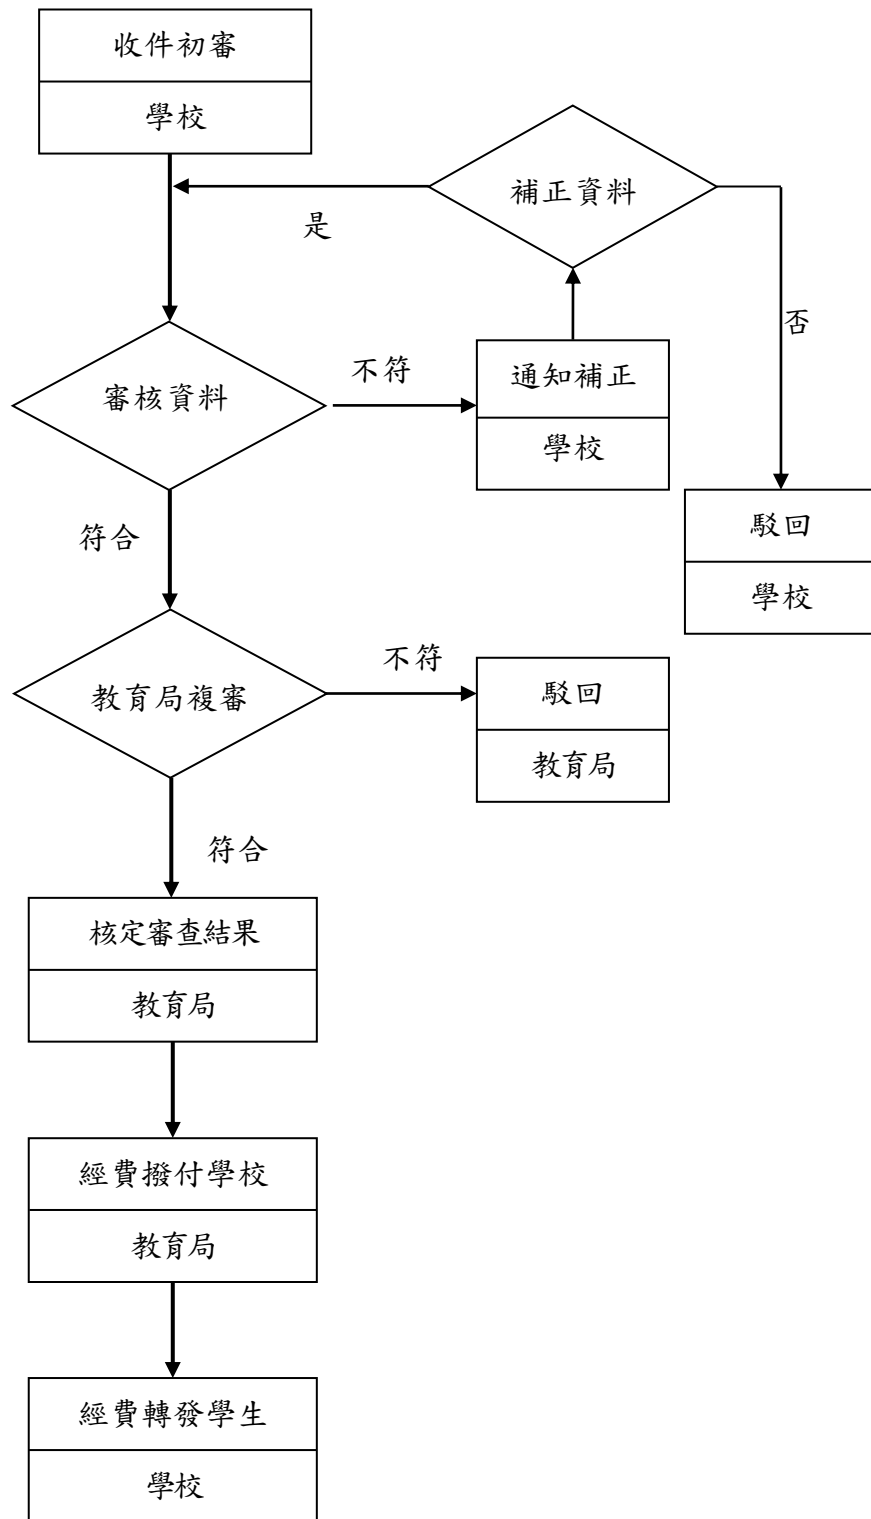 收件初審
學校
補正資料
是
否
不符
通知補正
審核資料
學校
駁回
符合
學校
不符
駁回
教育局複審
教育局
符合
核定審查結果
教育局
經費撥付學校
教育局
經費轉發學生
學校